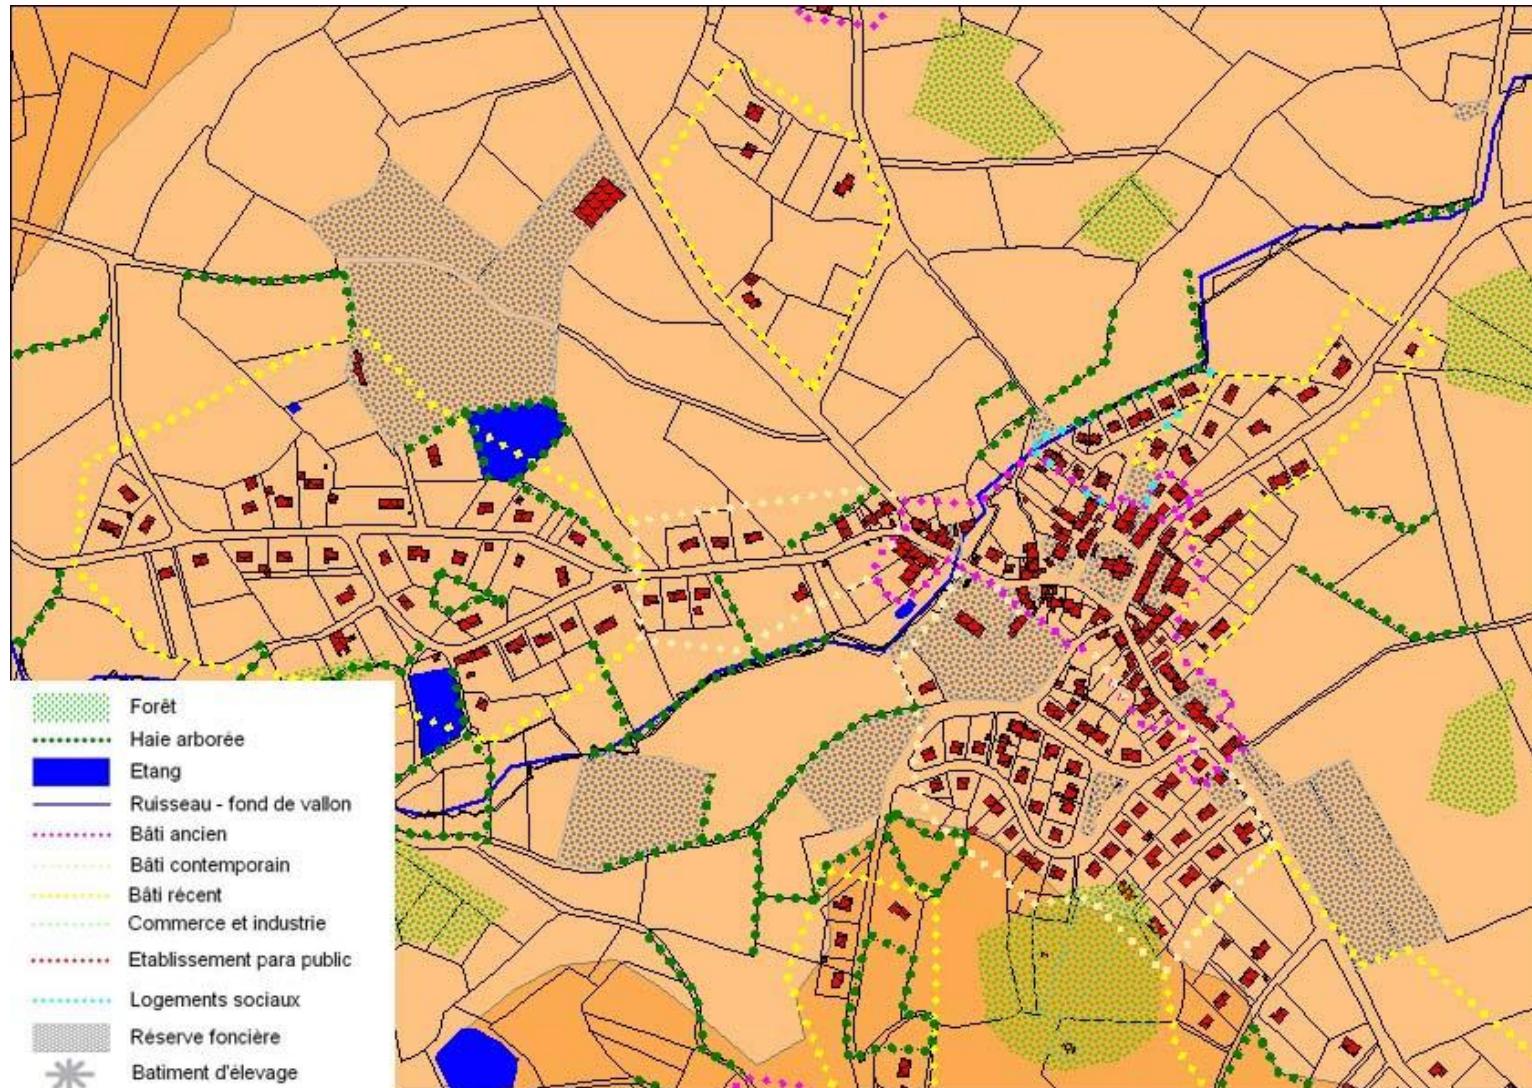 Forêt
Haie arborée
Etang
Ruisseau - fond de vallon
Bâti ancien
Bâti contemporain
Bâti récent
Commerce et industrie
Etablissement para public
Logements sociaux
Réserve foncière
Batiment d'élevage